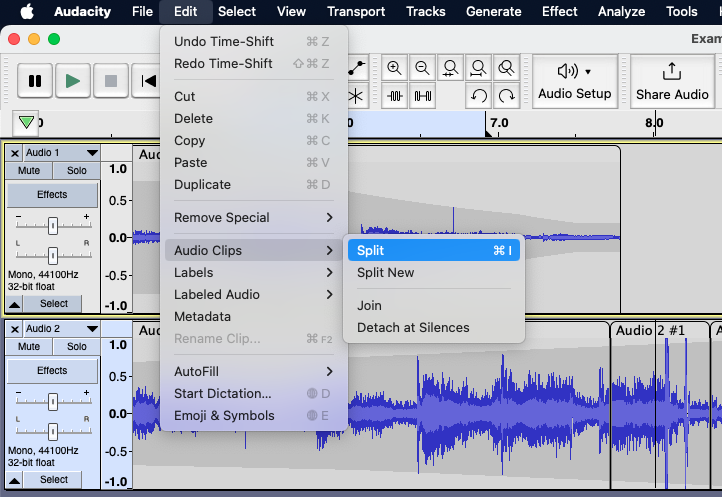 Audacity File Edit Select View Transport Tracks Generate Effect Analyze Tools
Exam
Undo Time-Shift ⌘ Z
Redo Time-Shift ⇧ ⌘ Z
Cut ⌘ X
Delete ⌘ K
Copy ⌘ C
Paste ⌘ V
Duplicate ⌘ D
Remove Special
Audio Clips
Labels
Labeled Audio
Metadata
Rename Clip... ⌘ F2
AutoFill
Start Dictation... D
Emoji & Symbols E
Split ⌘ I
Split New
Join
Detach at Silences
Audio Setup
Share Audio
7.0 8.0
Audio 1
Mute Solo
Effects
- +
L R
Mono, 44100Hz
32-bit float
Select
1.0
0.5-
0.0-
-0.5-
-1.0
Audio 2
Mute Solo
Effects
- +
L R
Mono, 44100Hz
32-bit float
Select
1.0
0.5-
0.0-
-0.5-
-1.0
Audio 2 #1